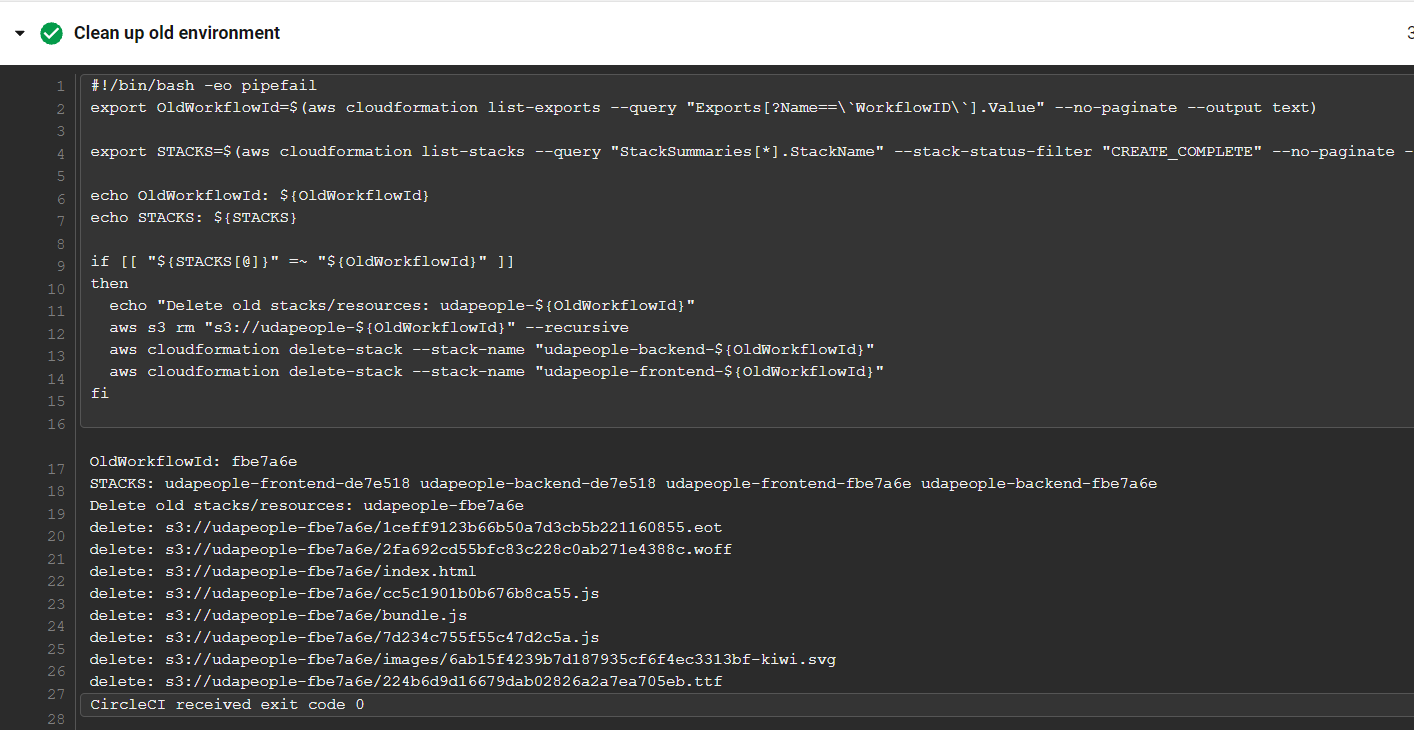 Clean up old environment
3
1 #!/bin/bash -eo pipefail
2 export OldWorkflowId=$(aws cloudformation list-exports --query "Exports[?Name==\`WorkflowID\`].Value" --no-paginate --output text)
3
4 export STACKS=$(aws cloudformation list-stacks --query "StackSummaries[*].StackName" --stack-status-filter "CREATE_COMPLETE" --no-paginate -
5
6 echo OldWorkflowId: ${OldWorkflowId}
7 echo STACKS: ${STACKS}
8
9 if [[ "${STACKS[@]}" =~ "${OldWorkflowId}" ]]
10 then
11   echo "Delete old stacks/resources: udapeople-${OldWorkflowId}"
12   aws s3 rm "s3://udapeople-${OldWorkflowId}" --recursive
13   aws cloudformation delete-stack --stack-name "udapeople-backend-${OldWorkflowId}"
14   aws cloudformation delete-stack --stack-name "udapeople-frontend-${OldWorkflowId}"
15 fi
16
17 OldWorkflowId: fbe7a6e
18 STACKS: udapeople-frontend-de7e518 udapeople-backend-de7e518 udapeople-frontend-fbe7a6e udapeople-backend-fbe7a6e
19 Delete old stacks/resources: udapeople-fbe7a6e
20 delete: s3://udapeople-fbe7a6e/1ceff9123b66b50a7d3cb5b221160855.eot
21 delete: s3://udapeople-fbe7a6e/2fa692cd55bfc83c228c0ab271e4388c.woff
22 delete: s3://udapeople-fbe7a6e/index.html
23 delete: s3://udapeople-fbe7a6e/cc5c1901b0b676b8ca55.js
24 delete: s3://udapeople-fbe7a6e/bundle.js
25 delete: s3://udapeople-fbe7a6e/7d234c755f55c47d2c5a.js
26 delete: s3://udapeople-fbe7a6e/images/6ab15f4239b7d187935cf6f4ec3313bf-kiwi.svg
27 delete: s3://udapeople-fbe7a6e/224b6d9d16679dab02826a2a7ea705eb.ttf
28 CircleCI received exit code 0